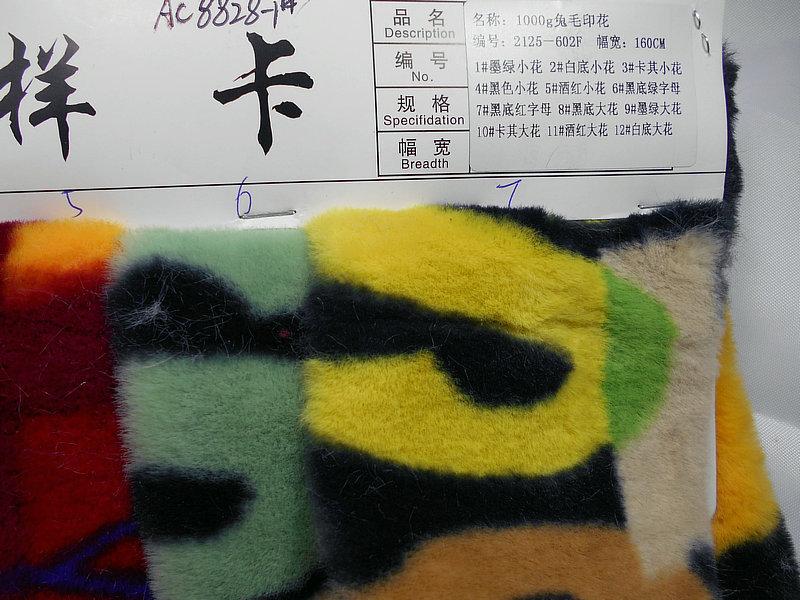 AC8828-1#
样卡
品名
Description
编号
No.
规格
Specifidation
幅宽
Breadth
名称：1000g兔毛印花
编号：2125—602F 幅宽：160CM
1#墨绿小花 2#白底小花 3#卡其小花
4#黑色小花 5#酒红小花 6#黑底绿字母
7#黑底红字母 8#黑底大花 9#墨绿大花
10#卡其大花 11#酒红大花 12#白底大花
5 6 7